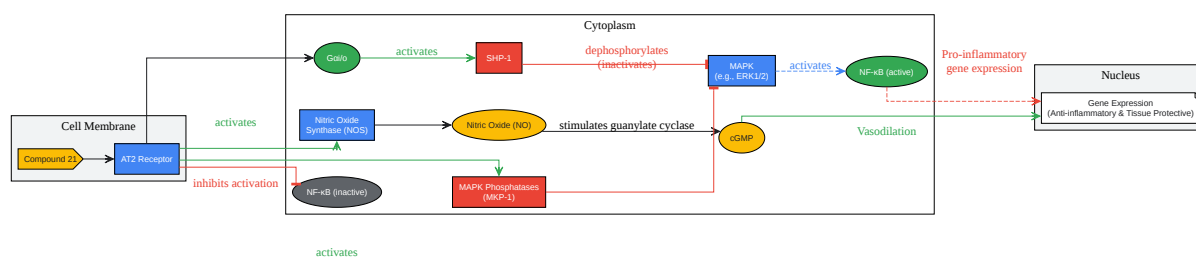 Cytoplasm
Gαi/o
activates
SHP-1
dephosphorylates
(inactivates)
MAPK
(e.g., ERK1/2)
activates
NF-κB (active)
Pro-inflammatory
gene expression
Nucleus
Gene Expression
(Anti-inflammatory & Tissue Protective)
Cell Membrane
Compound 21
AT2 Receptor
activates
Nitric Oxide
Synthase (NOS)
Nitric Oxide (NO)
stimulates guanylate cyclase
cGMP
Vasodilation
inhibits activation
NF-κB (inactive)
MAPK Phosphatases
(MKP-1)
activates